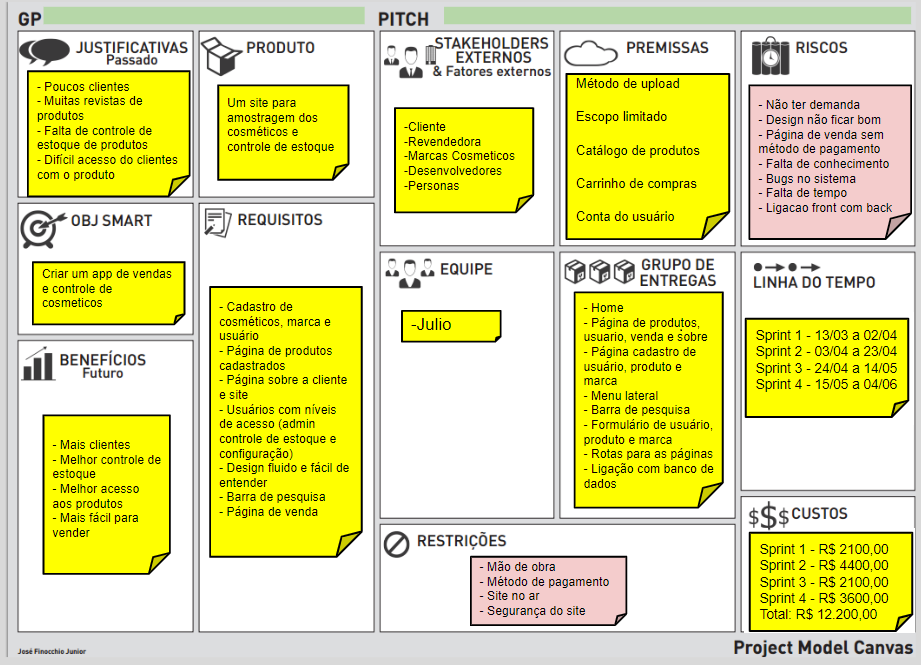 GP
PITCH
JUSTIFICATIVAS
Passado
- Poucos clientes
- Muitas revistas de
produtos
- Falta de controle de
estoque de produtos
- Difícil acesso do clientes
com o produto
PRODUTO
Um site para
amostragem dos
cosméticos e
controle de estoque
STAKEHOLDERS
EXTERNOS
& Fatores externos
-Cliente
-Revendedora
-Marcas Cosmeticos
-Desenvolvedores
-Personas
PREMISSAS
Método de upload
Escopo limitado
Catálogo de produtos
Carrinho de compras
Conta do usuário
RISCOS
- Não ter demanda
- Design não ficar bom
- Página de venda sem
método de pagamento
- Falta de conhecimento
- Bugs no sistema
- Falta de tempo
- Ligacao front com back
OBJ SMART
Criar um app de vendas
e controle de
cosmeticos
REQUISITOS
- Cadastro de
cosméticos, marca e
usuário
- Página de produtos
cadastrados
- Página sobre a cliente
e site
- Usuários com níveis
de acesso (admin
controle de estoque e
configuração)
- Design fluido e fácil de
entender
- Barra de pesquisa
- Página de venda
EQUIPE
-Julio
GRUPO DE
ENTREGAS
- Home
- Página de produtos,
usuario, venda e sobre
- Página cadastro de
usuário, produto e
marca
- Menu lateral
- Barra de pesquisa
- Formulário de usuário,
produto e marca
- Rotas para as páginas
- Ligação com banco de
dados
LINHA DO TEMPO
Sprint 1 - 13/03 a 02/04
Sprint 2 - 03/04 a 23/04
Sprint 3 - 24/04 a 14/05
Sprint 4 - 15/05 a 04/06
BENEFÍCIOS
Futuro
- Mais clientes
- Melhor controle de
estoque
- Melhor acesso
aos produtos
- Mais fácil para
vender
RESTRIÇÕES
- Mão de obra
- Método de pagamento
- Site no ar
- Segurança do site
$$$ CUSTOS
Sprint 1 - R$ 2100,00
Sprint 2 - R$ 4400,00
Sprint 3 - R$ 2100,00
Sprint 4 - R$ 3600,00
Total: R$ 12.200,00
José Finocchio Junior
Project Model Canvas